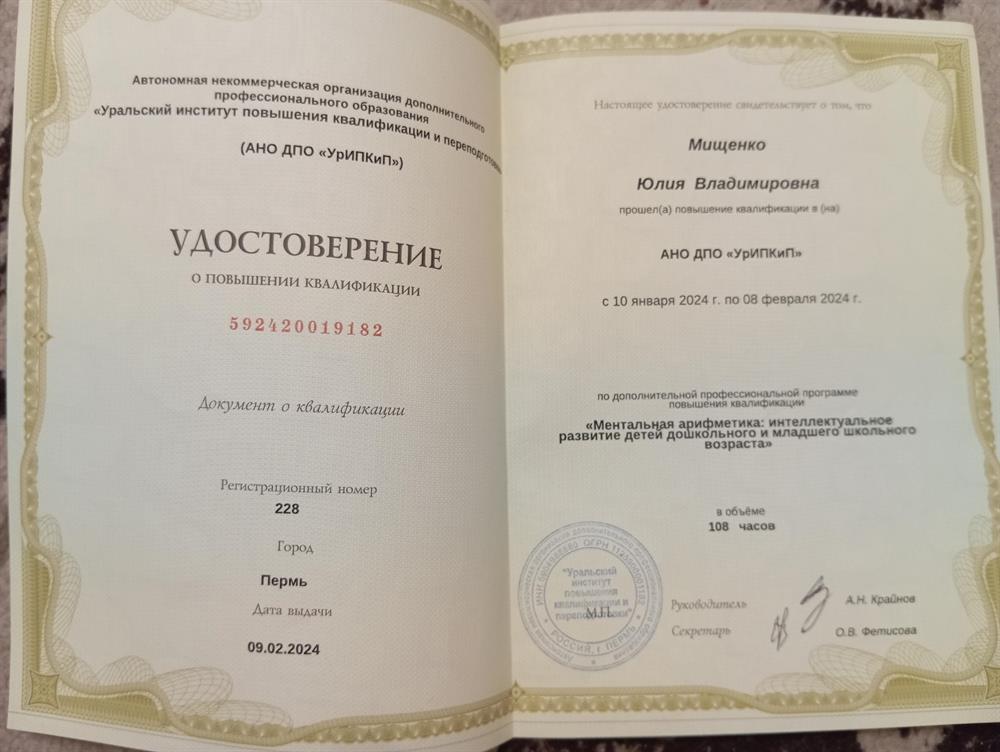 Автономная некоммерческая организация дополнительного
профессионального образования
«Уральский институт повышения квалификации и переподготовки
(АНО ДПО «УрИПКиП»)
УДОСТОВЕРЕНИЕ
О ПОВЫШЕНИИ КВАЛИФИКАЦИИ
592420019182
Документ о квалификации
Регистрационный номер
228
Город
Пермь
Дата выдачи
09.02.2024
Настоящее удостоверение свидетельствует о том, что
Мищенко
Юлия Владимировна
прошел(а) повышение квалификации в (на)
АНО ДПО «УрИПКиП»
с 10 января 2024 г. по 08 февраля 2024 г.
по дополнительной профессиональной программе
повышения квалификации
«Ментальная арифметика: интеллектуальное
развитие детей дошкольного и младшего школьного
возраста»
в объёме
108 часов
"Уральский
институт
повышения
квалификации и
переподготовки"
М.П.
РОССИЯ, г. ПЕРМЬ
Руководитель
А.Н. Крайнов
Секретарь
О.В. Фетисова